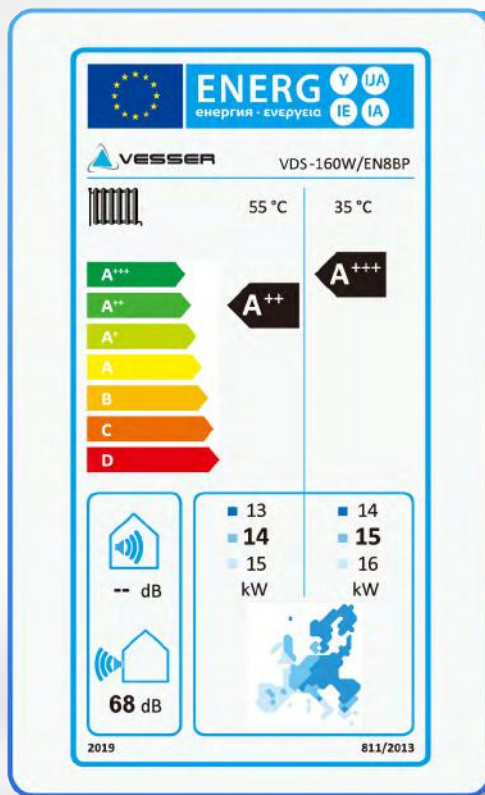 ENERG Y IJA
енергия · ενεργεια IE IA
VESSER VDS-160W/EN8BP
55 °C 35 °C
A+++
A++
A+
A
B
C
D
A++
A+++
-- dB
68 dB
13 14
14 15
15 16
kW kW
2019 811/2013